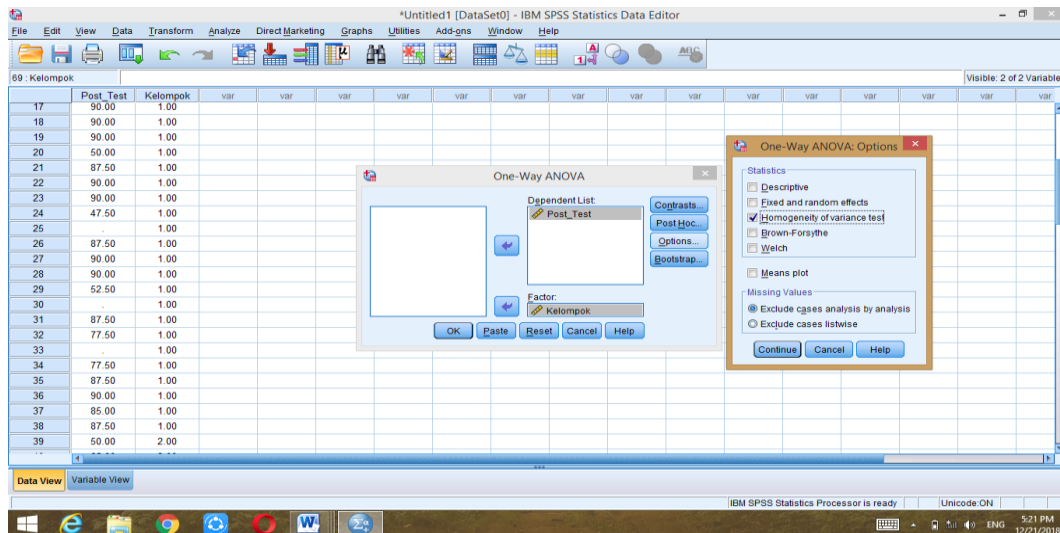 *Untitled1 [DataSet0] - IBM SPSS Statistics Data Editor
File Edit View Data Transform Analyze Direct Marketing Graphs Utilities Add-ons Window Help
69 : Kelompok
Visible: 2 of 2 Variable
Post_Test Kelompok var var var var var var var var var var var var var var
17 90.00 1.00
18 90.00 1.00
19 90.00 1.00
20 50.00 1.00
21 87.50 1.00
22 90.00 1.00
23 90.00 1.00
24 47.50 1.00
25 . 1.00
26 87.50 1.00
27 90.00 1.00
28 90.00 1.00
29 52.50 1.00
30 . 1.00
31 87.50 1.00
32 77.50 1.00
33 . 1.00
34 77.50 1.00
35 87.50 1.00
36 90.00 1.00
37 85.00 1.00
38 87.50 1.00
39 50.00 2.00
One-Way ANOVA
Dependent List:
Post_Test
Factor:
Kelompok
Contrasts...
Post Hoc...
Options...
Bootstrap...
OK Paste Reset Cancel Help
One-Way ANOVA: Options
Statistics
Descriptive
Fixed and random effects
Homogeneity of variance test
Brown-Forsythe
Welch
Means plot
Missing Values
Exclude cases analysis by analysis
Exclude cases listwise
Continue Cancel Help
Data View Variable View
IBM SPSS Statistics Processor is ready Unicode:ON
ENG 5:21 PM
12/21/2018